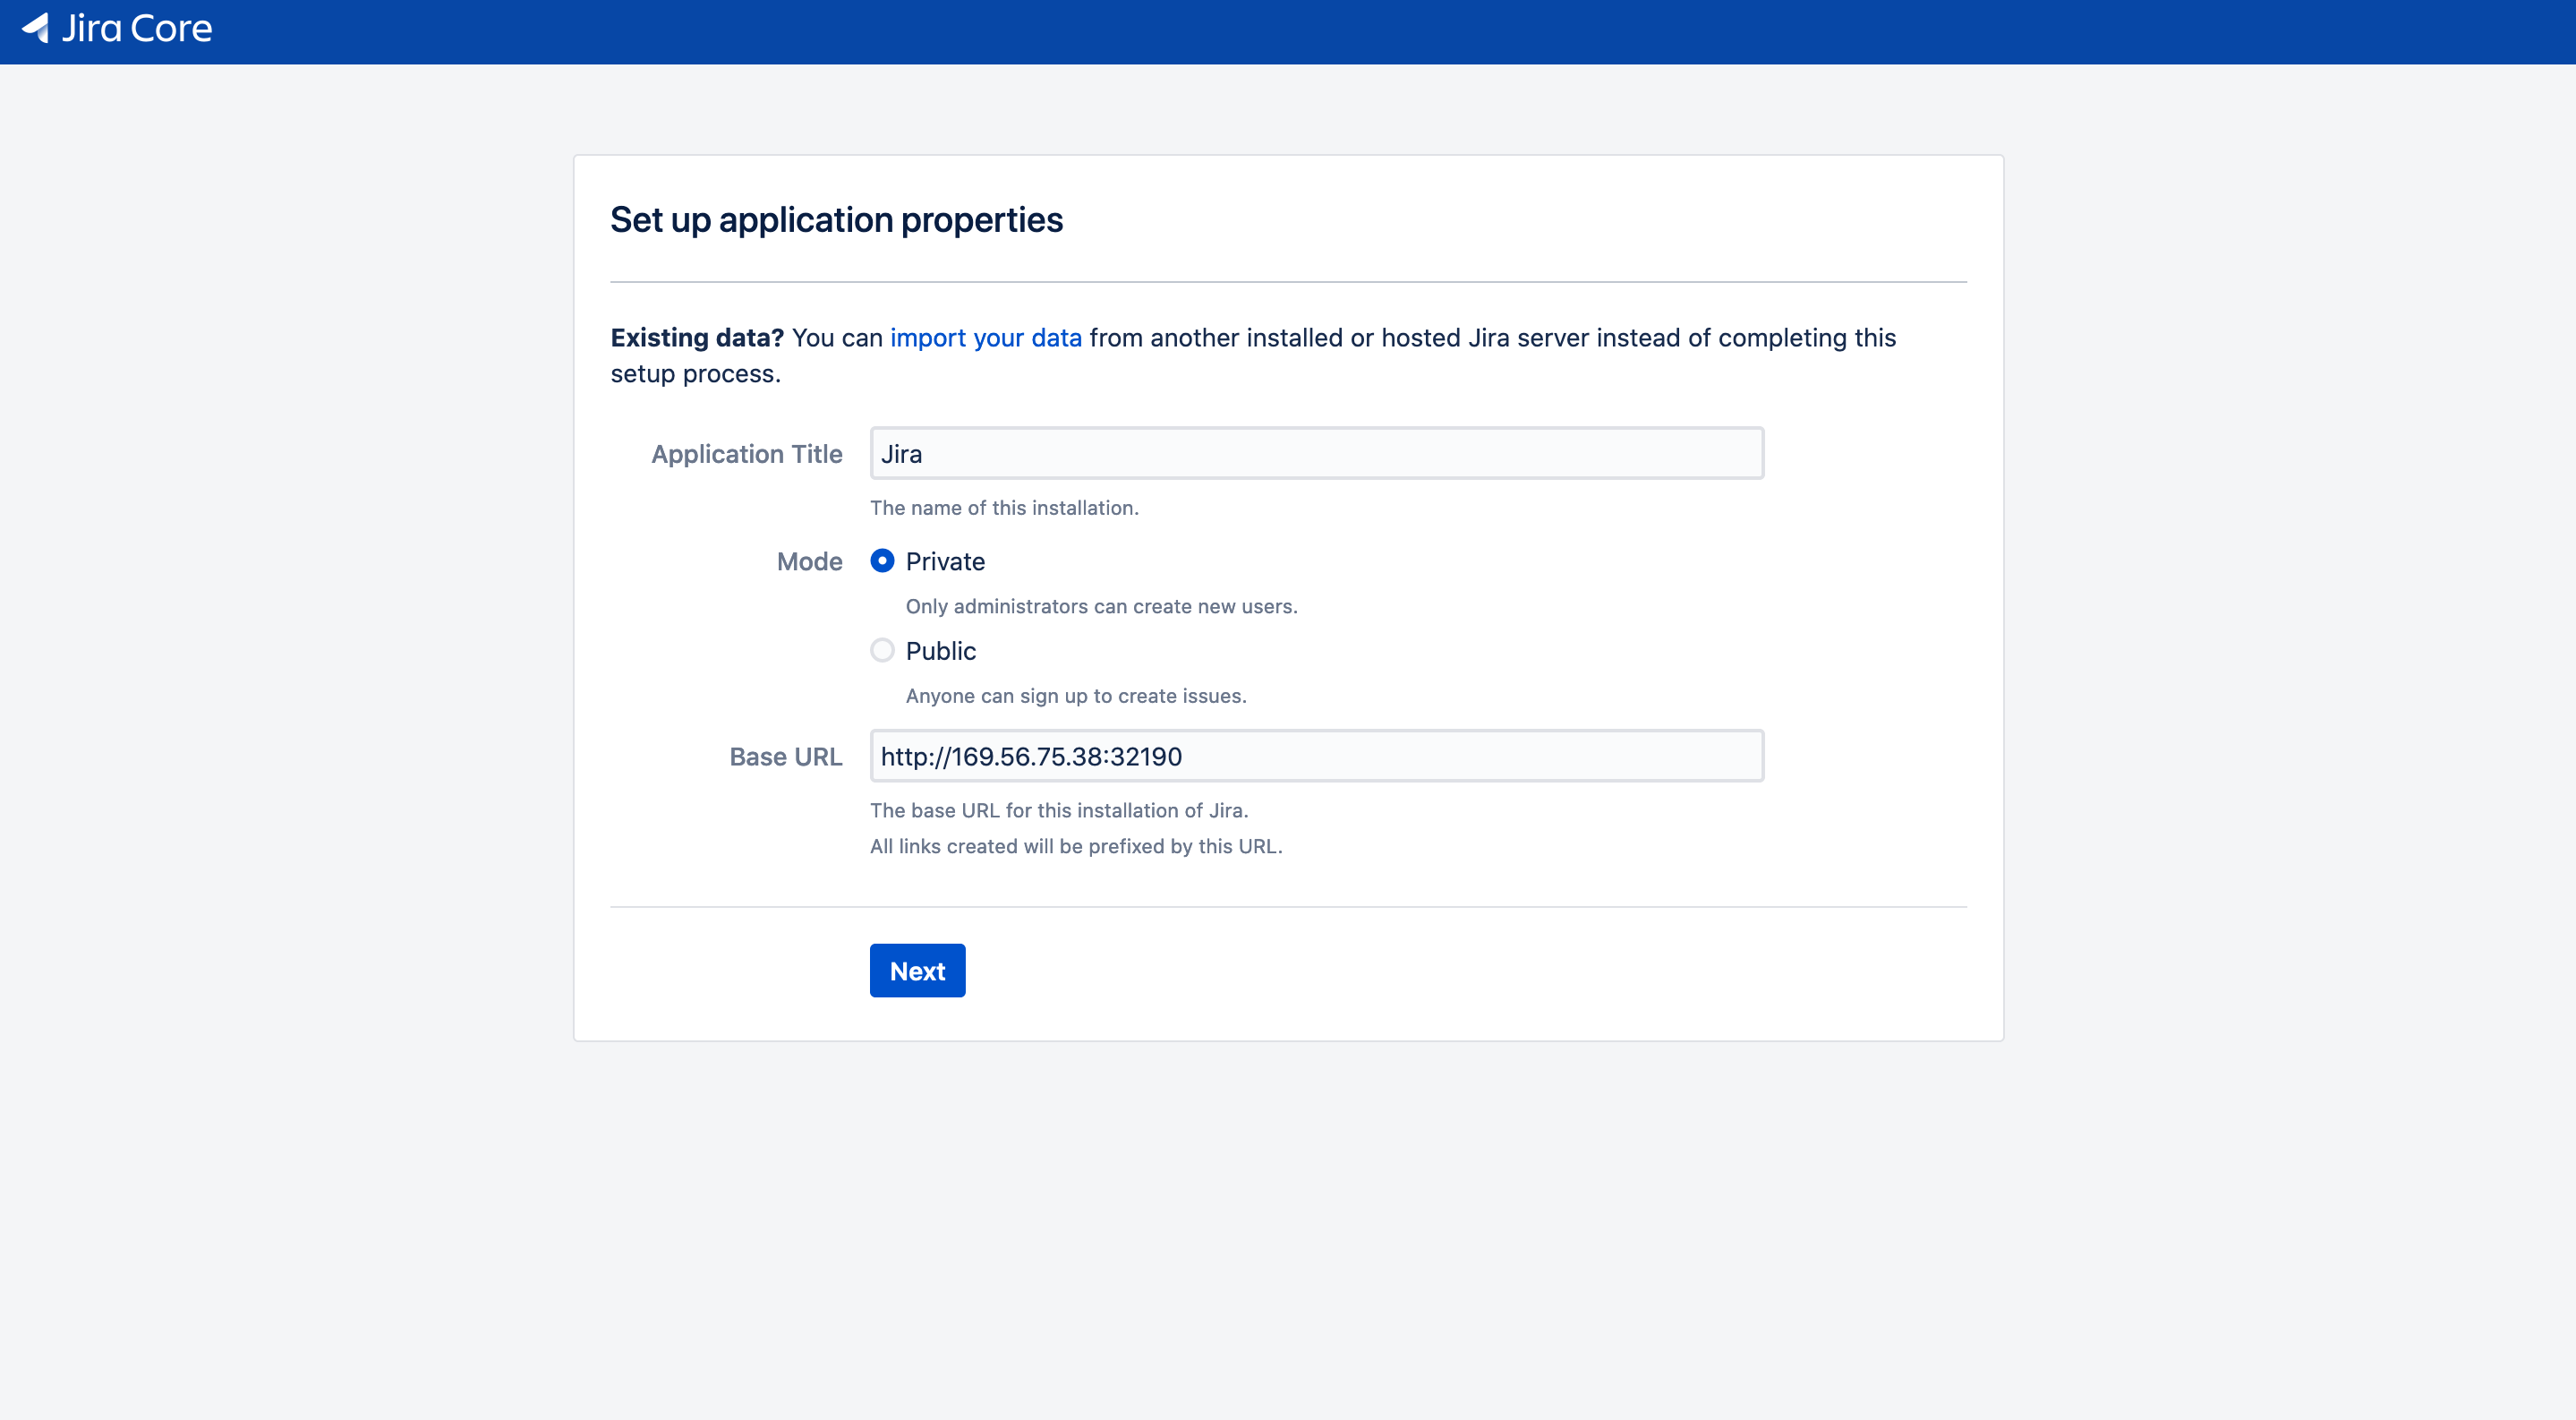 Jira Core
Set up application properties
Existing data? You can import your data from another installed or hosted Jira server instead of completing this
setup process.
Application Title
Jira
The name of this installation.
Mode
Private
Only administrators can create new users.
Public
Anyone can sign up to create issues.
Base URL
http://169.56.75.38:32190
The base URL for this installation of Jira.
All links created will be prefixed by this URL.
Next